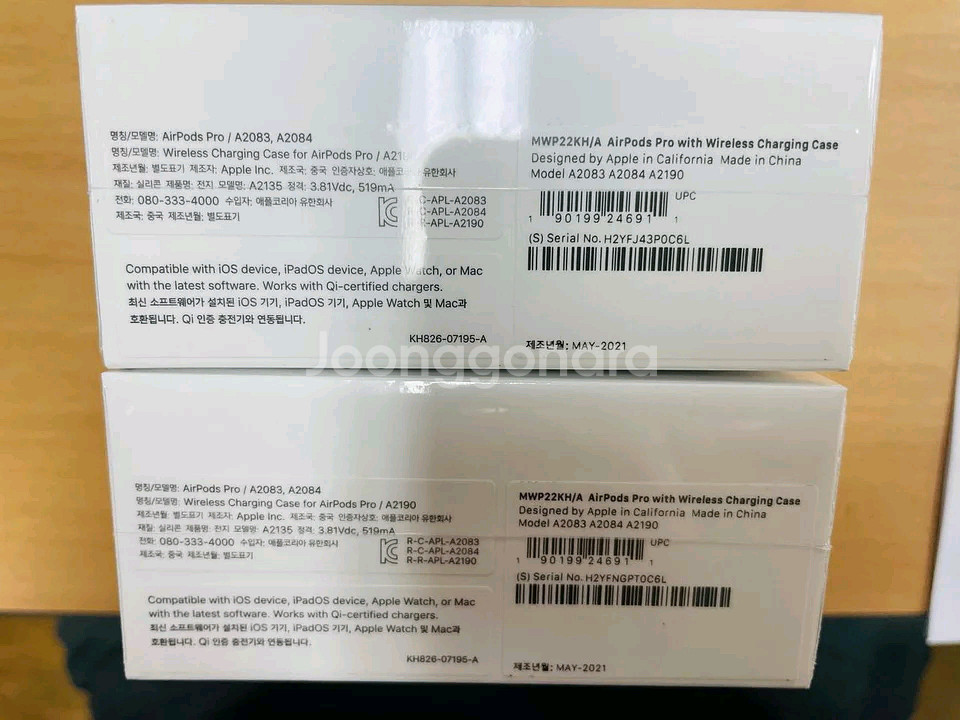 명칭/모델명: AirPods Pro / A2083, A2084
명칭/모델명: Wireless Charging Case for AirPods Pro /
제조년월: 별도표기 제조자: Apple Inc. 제조국: 중국 인증자상호: 애플코리아 유한회사
재질: 실리콘 제품명: 전지 모델명: A2135 정격: 3.81Vdc, 519mA
전화: 080-333-4000 수입자: 애플코리아 유한회사
제조국: 중국 제조년월: 별도표기
R-C-APL-A2083
R-C-APL-A2084
R-R-APL-A2190
Compatible with iOS device, iPadOS device, Apple Watch, or Mac
with the latest software. Works with Qi-certified chargers.
최신 소프트웨어가 설치된 iOS 기기, iPadOS 기기, Apple Watch 및 Mac과
호환됩니다. Qi 인증 충전기와 연동됩니다.
KH826-07195-A
MWP22KH/A AirPods Pro with Wireless Charging Case
Designed by Apple in California Made in China
Model A2083 A2084 A2190
UPC
1 90199 24691 1
(S) Serial No. H2YFJ43P0C6L
제조년월: MAY-2021
Joonggonara
명칭/모델명: AirPods Pro / A2083, A2084
명칭/모델명: Wireless Charging Case for AirPods Pro / A2190
제조년월: 별도표기 제조자: Apple Inc. 제조국: 중국 인증자상호: 애플코리아 유한회사
재질: 실리콘 제품명: 전지 모델명: A2135 정격: 3.81Vdc, 519mA
전화: 080-333-4000 수입자: 애플코리아 유한회사
제조국: 중국 제조년월: 별도표기
R-C-APL-A2083
R-C-APL-A2084
R-R-APL-A2190
Compatible with iOS device, iPadOS device, Apple Watch, or Mac
with the latest software. Works with Qi-certified chargers.
최신 소프트웨어가 설치된 iOS 기기, iPadOS 기기, Apple Watch 및 Mac과
호환됩니다. Qi 인증 충전기와 연동됩니다.
KH826-07195-A
MWP22KH/A AirPods Pro with Wireless Charging Case
Designed by Apple in California Made in China
Model A2083 A2084 A2190
UPC
1 90199 24691 1
(S) Serial No. H2YFNGPT0C6L
제조년월: MAY-2021